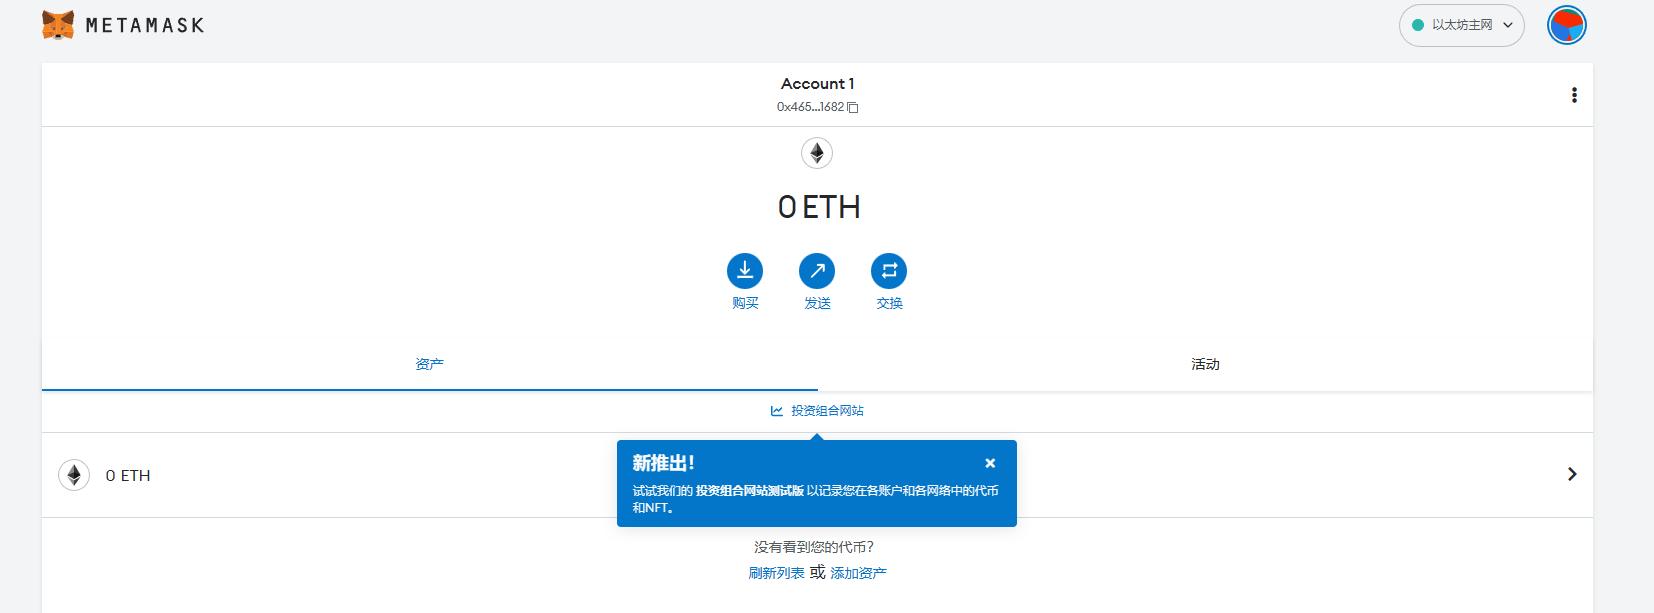 METAMASK
以太坊主网
Account 1
0x465...1682
0 ETH
购买 发送 交换
资产 活动
投资组合网站
0 ETH
新推出!
试试我们的 投资组合网站测试版 以记录您在各账户和各网络中的代币
和NFT。
没有看到您的代币？
刷新列表 或 添加资产